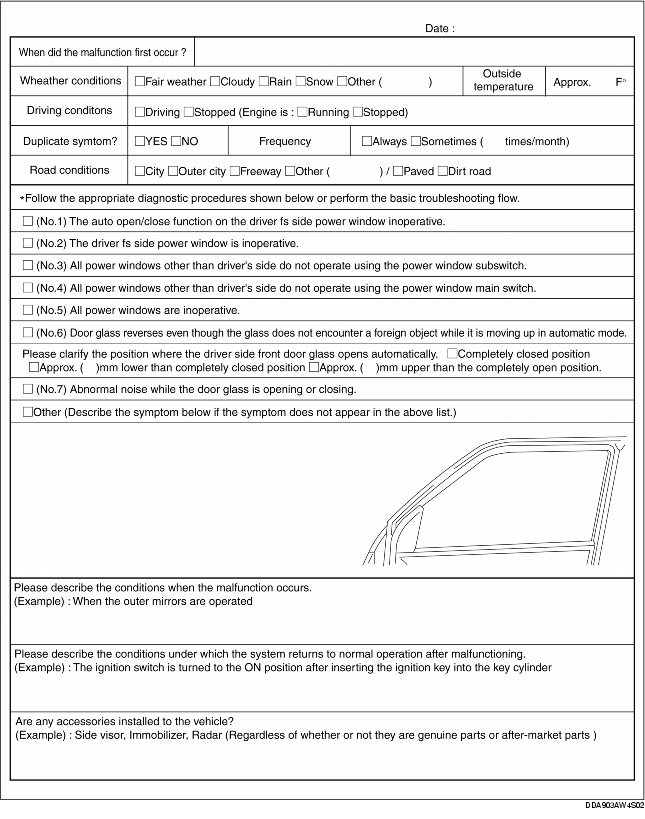 Date :
When did the malfunction first occur ?
Wheather conditions □Fair weather □Cloudy □Rain □Snow □Other ( ) Outside temperature Approx. F°
Driving conditons □Driving □Stopped (Engine is : □Running □Stopped)
Duplicate symtom? □YES □NO Frequency □Always □Sometimes ( times/month)
Road conditions □City □Outer city □Freeway □Other ( ) / □Paved □Dirt road
*Follow the appropriate diagnostic procedures shown below or perform the basic troubleshooting flow.
□ (No.1) The auto open/close function on the driver fs side power window inoperative.
□ (No.2) The driver fs side power window is inoperative.
□ (No.3) All power windows other than driver's side do not operate using the power window subswitch.
□ (No.4) All power windows other than driver's side do not operate using the power window main switch.
□ (No.5) All power windows are inoperative.
□ (No.6) Door glass reverses even though the glass does not encounter a foreign object while it is moving up in automatic mode.
Please clarify the position where the driver side front door glass opens automatically. □Completely closed position
□Approx. ( )mm lower than completely closed position □Approx. ( )mm upper than the completely open position.
□ (No.7) Abnormal noise while the door glass is opening or closing.
□Other (Describe the symptom below if the symptom does not appear in the above list.)
Please describe the conditions when the malfunction occurs.
(Example) : When the outer mirrors are operated
Please describe the conditions under which the system returns to normal operation after malfunctioning.
(Example) : The ignition switch is turned to the ON position after inserting the ignition key into the key cylinder
Are any accessories installed to the vehicle?
(Example) : Side visor, Immobilizer, Radar (Regardless of whether or not they are genuine parts or after-market parts )
DDA903AW4S02